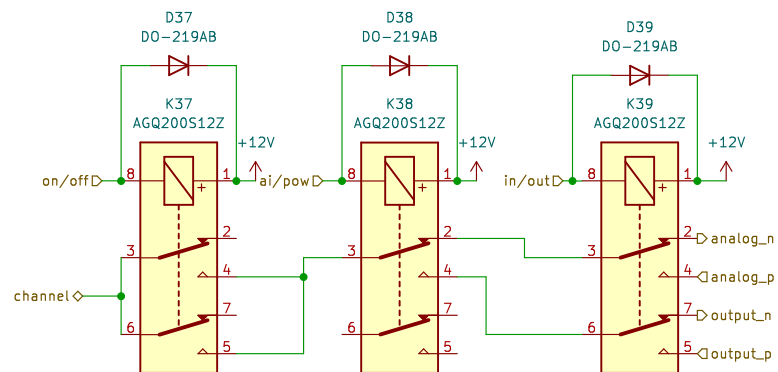 D37
DO-219AB
D38
DO-219AB
D39
DO-219AB
K37
AGQ200S12Z
K38
AGQ200S12Z
K39
AGQ200S12Z
+12V
+12V
+12V
on/off
8
1
+
ai/pow
8
1
+
in/out
8
1
+
3
2
4
7
6
5
channel
3
2
4
7
6
5
3
2
4
7
6
5
analog_n
analog_p
output_n
output_p